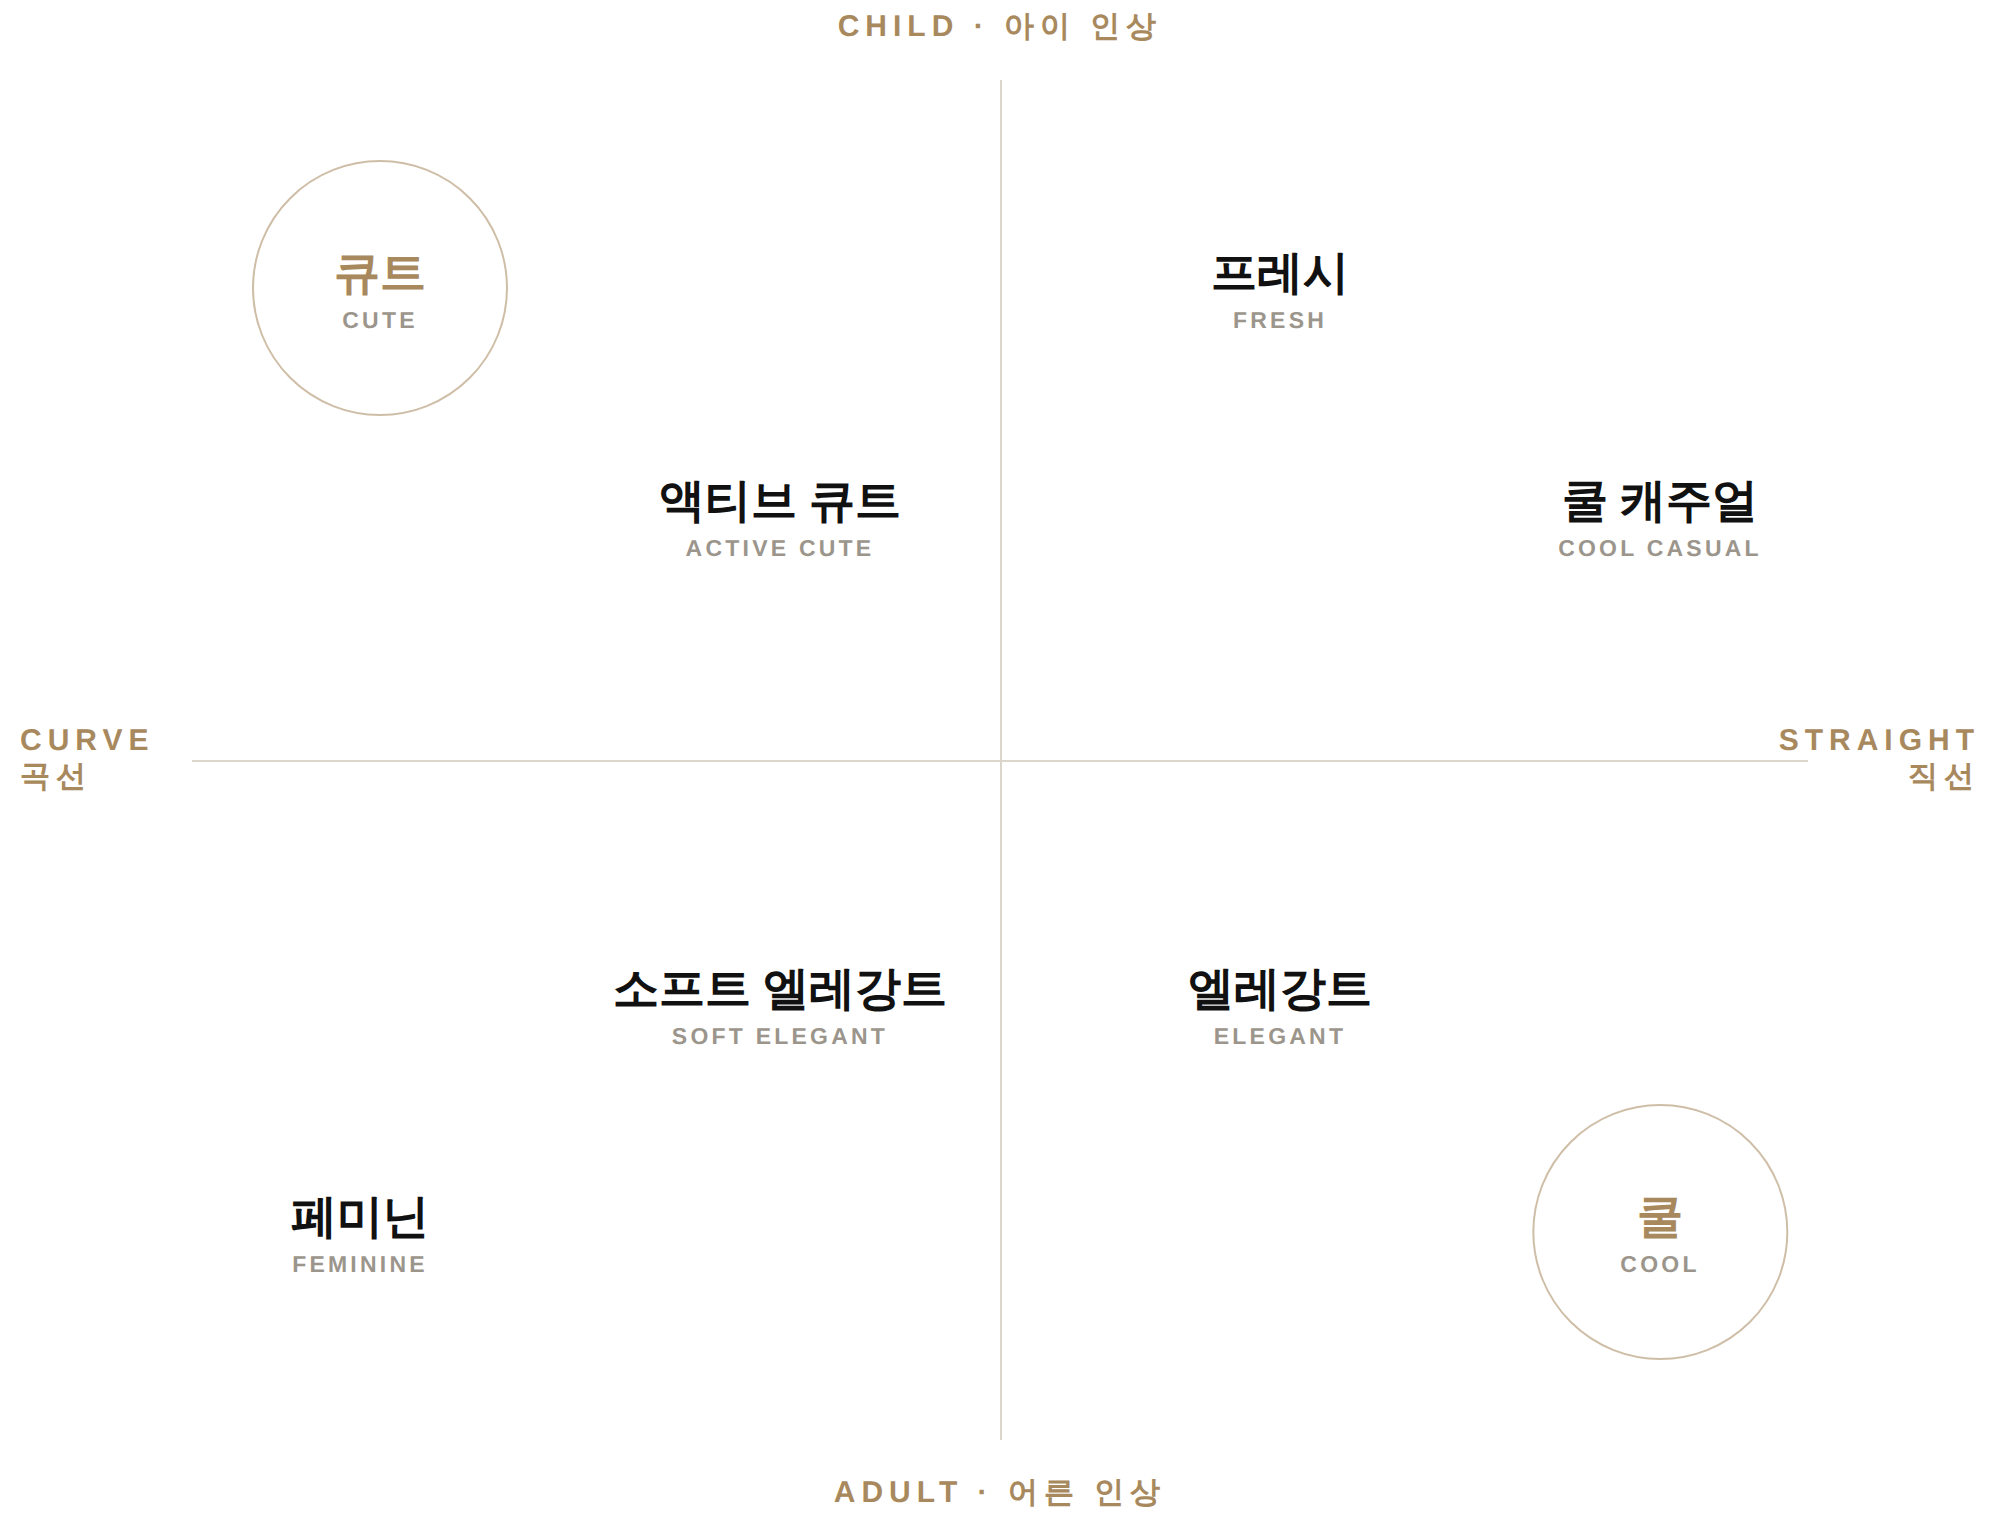 CHILD · 아이 인상
큐트
CUTE
프레시
FRESH
액티브 큐트
ACTIVE CUTE
쿨 캐주얼
COOL CASUAL
CURVE
곡선
STRAIGHT
직선
소프트 엘레강트
SOFT ELEGANT
엘레강트
ELEGANT
페미닌
FEMININE
쿨
COOL
ADULT · 어른 인상